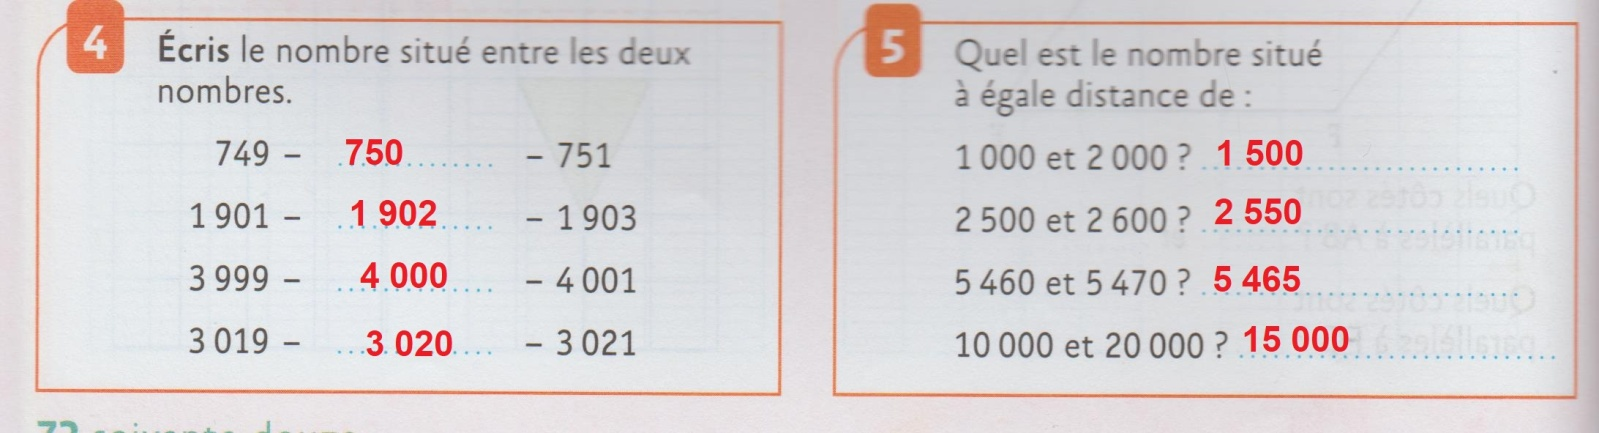 4
Écris le nombre situé entre les deux
nombres.
749 – 750 – 751
1 901 – 1 902 – 1 903
3 999 – 4 000 – 4 001
3 019 – 3 020 – 3 021
5
Quel est le nombre situé
à égale distance de :
1 000 et 2 000 ? 1 500
2 500 et 2 600 ? 2 550
5 460 et 5 470 ? 5 465
10 000 et 20 000 ? 15 000
72 soixante-douze